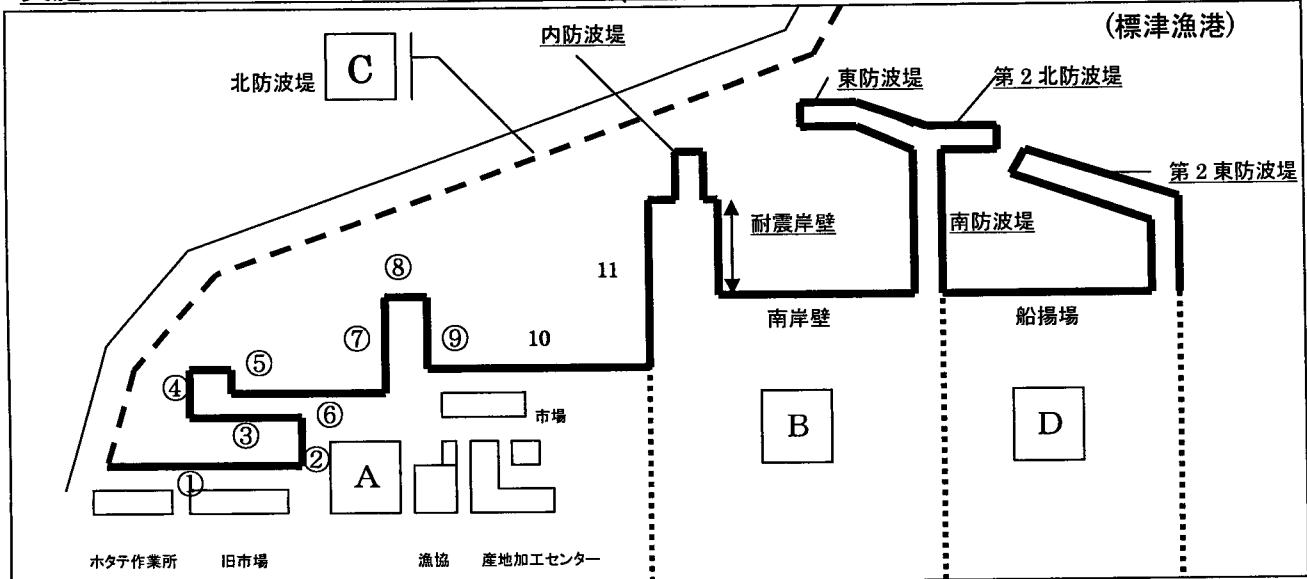 (標津漁港)
内防波堤
C
北防波堤
東防波堤
第2北防波堤
第2東防波堤
耐震岸壁
南防波堤
⑧
11
⑦
⑨
10
南岸壁
船揚場
⑤
④
⑥
市場
③
②
①
A
B
D
ホタテ作業所
旧市場
漁協
産地加工センター